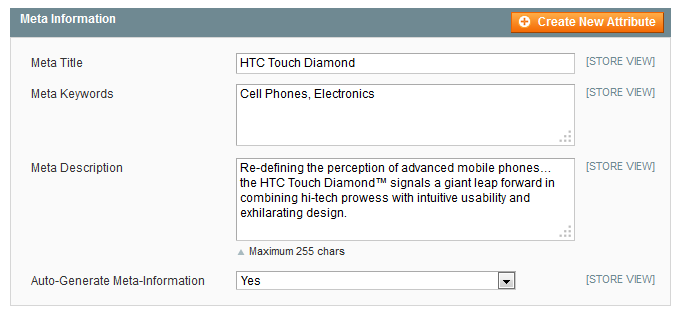 Meta Information
Create New Attribute
Meta Title
HTC Touch Diamond
[STORE VIEW]
Meta Keywords
Cell Phones, Electronics
[STORE VIEW]
Meta Description
Re-defining the perception of advanced mobile phones…
the HTC Touch Diamond™ signals a giant leap forward in
combining hi-tech prowess with intuitive usability and
exhilarating design.
[STORE VIEW]
Maximum 255 chars
Auto-Generate Meta-Information
Yes
[STORE VIEW]